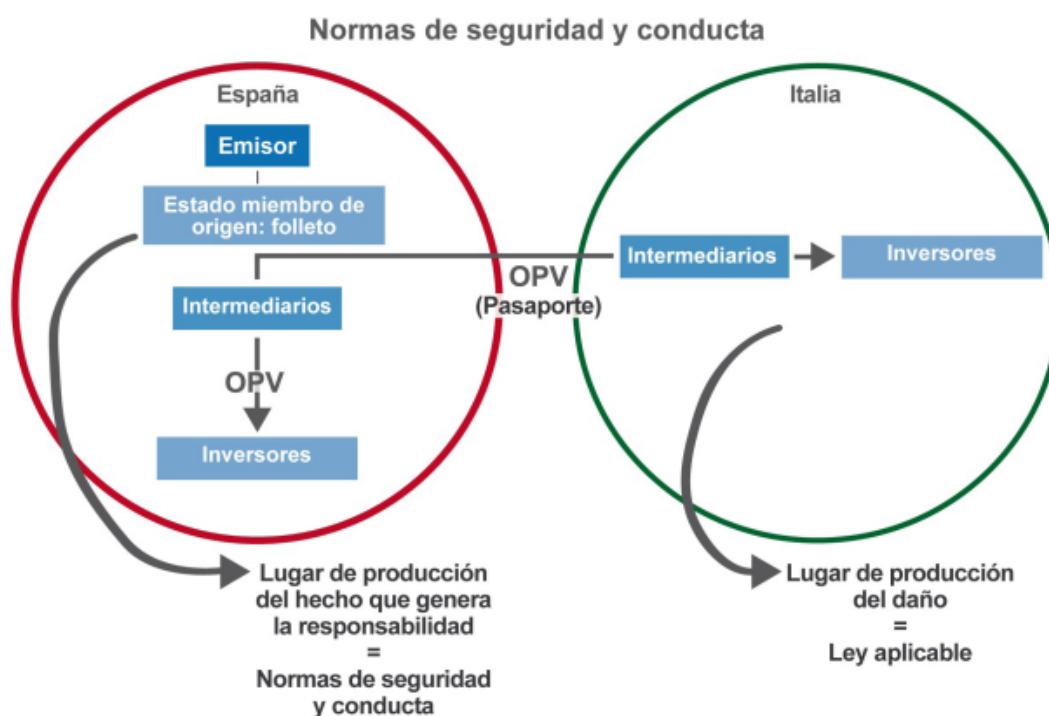 Normas de seguridad y conducta
España
Emisor
Estado miembro de
origen: folleto
Intermediarios
OPV
Inversores
OPV
(Pasaporte)
Italia
Intermediarios
Inversores
Lugar de producción
del hecho que genera
la responsabilidad
=
Normas de seguridad
y conducta
Lugar de producción
del daño
=
Ley aplicable